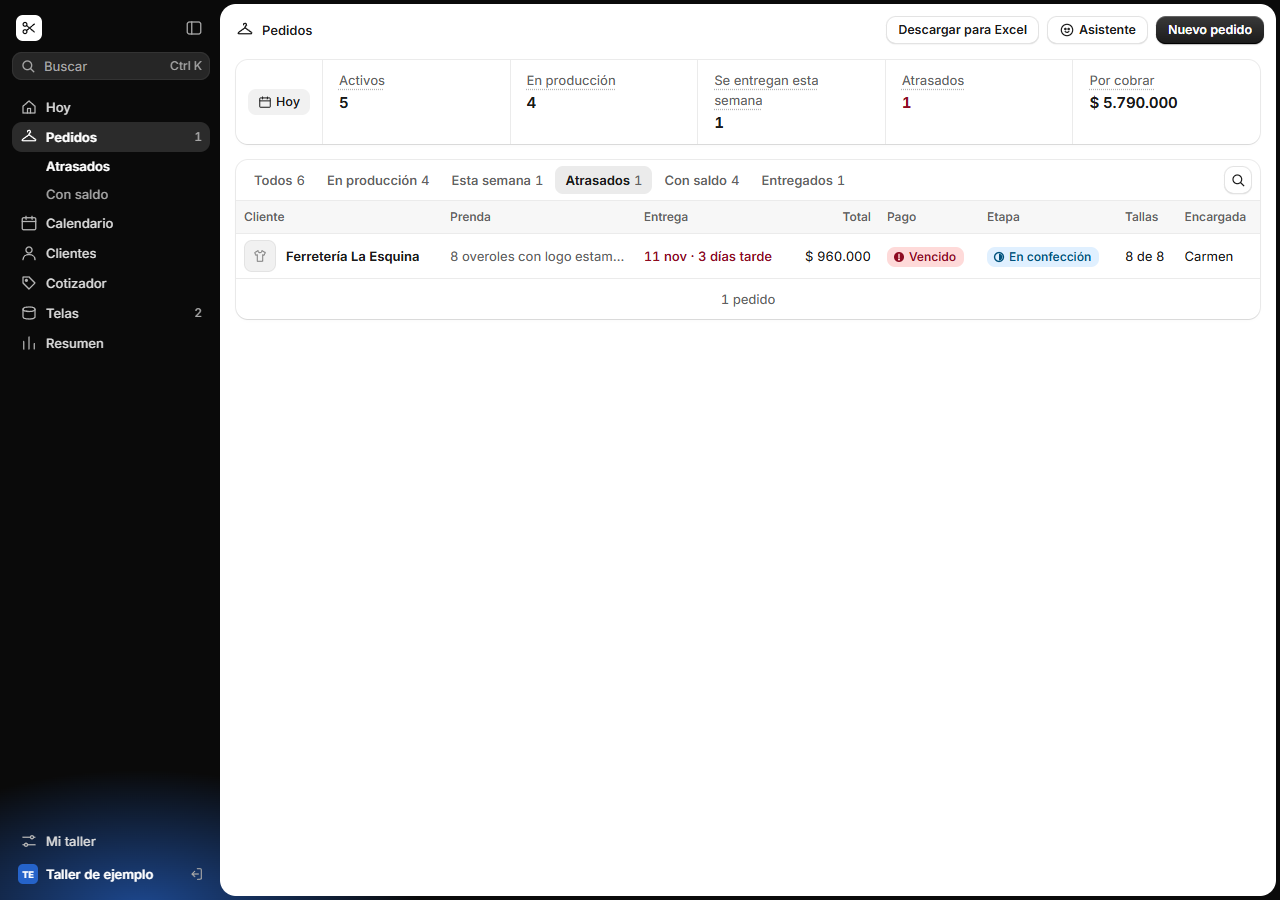 Buscar Ctrl K
Hoy
Pedidos 1
Atrasados
Con saldo
Calendario
Clientes
Cotizador
Telas 2
Resumen
Mi taller
TE Taller de ejemplo
Pedidos
Descargar para Excel Asistente Nuevo pedido
Hoy
Activos
5
En producción
4
Se entregan esta
semana
1
Atrasados
1
Por cobrar
$ 5.790.000
Todos 6 En producción 4 Esta semana 1 Atrasados 1 Con saldo 4 Entregados 1
Cliente Prenda Entrega Total Pago Etapa Tallas Encargada
Ferretería La Esquina 8 overoles con logo estam... 11 nov · 3 días tarde $ 960.000 Vencido En confección 8 de 8 Carmen
1 pedido